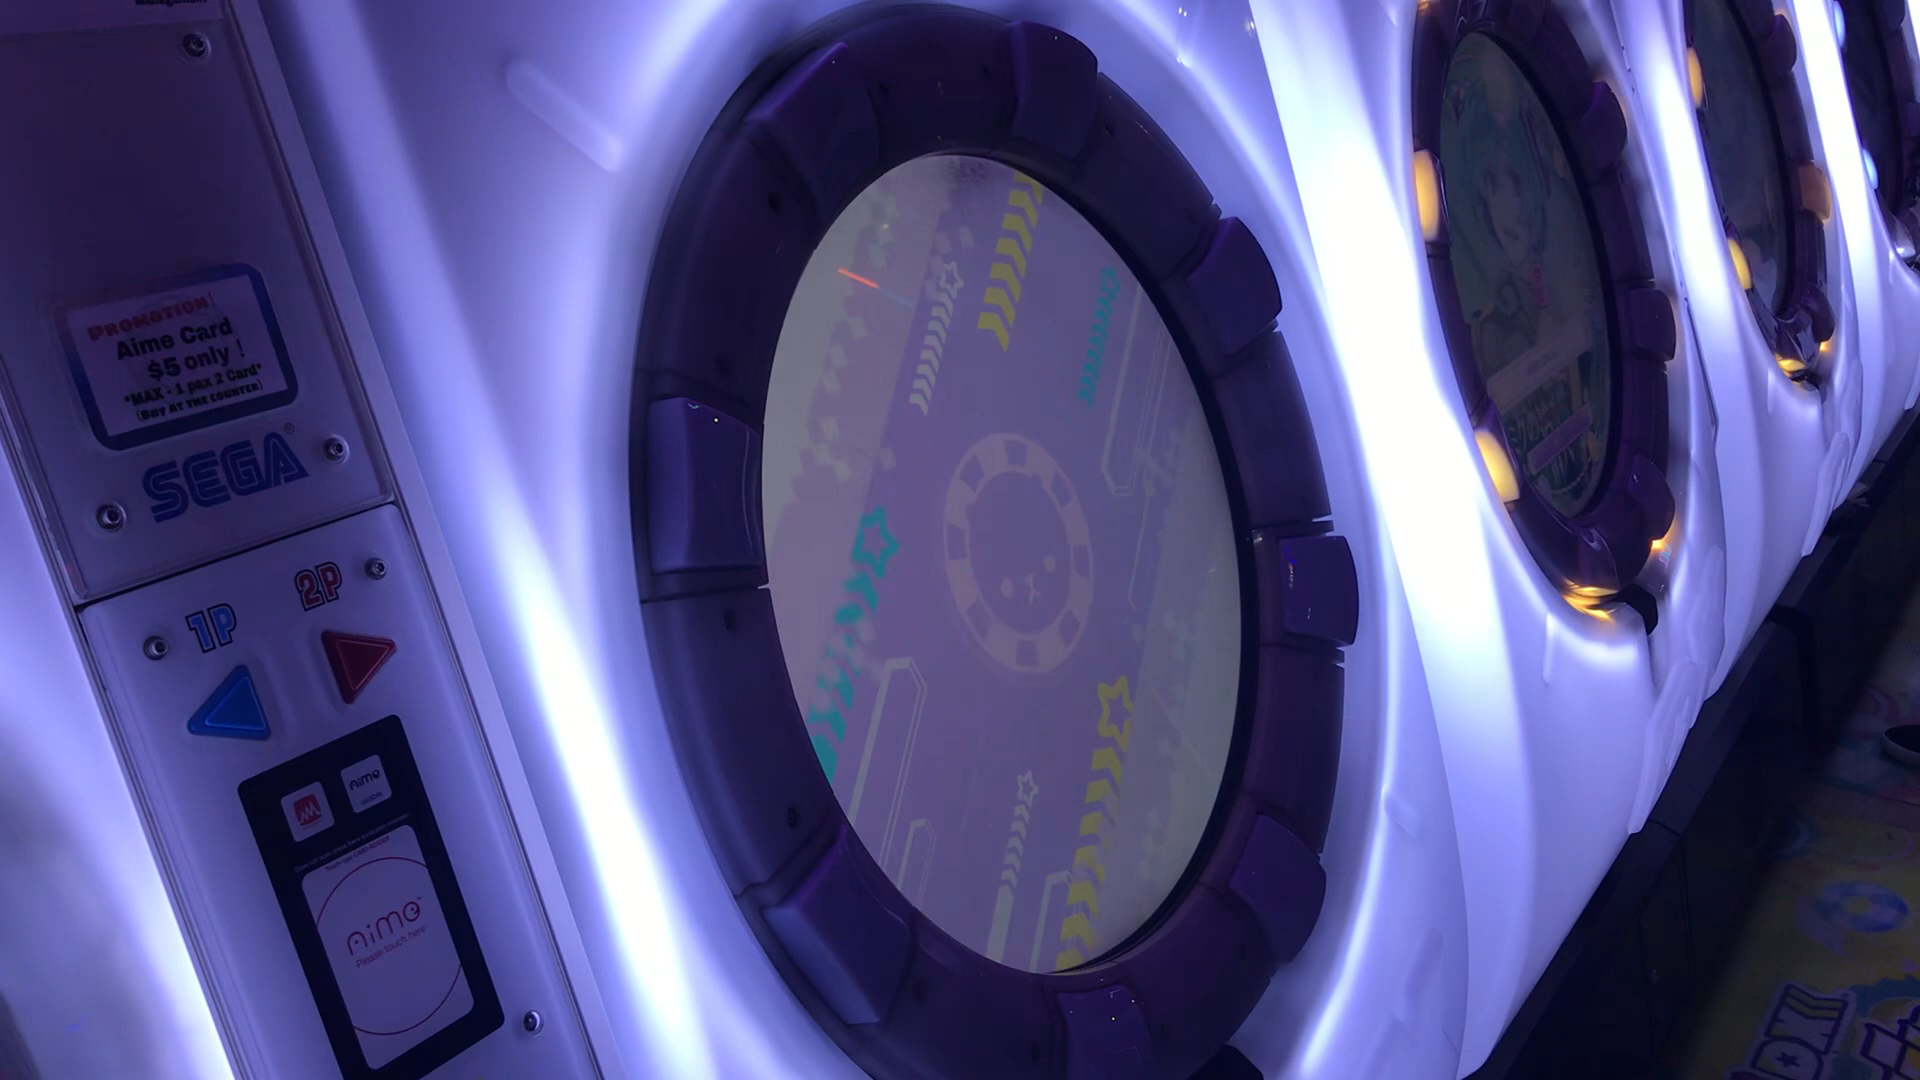 PROMOTION!
Aime Card
$5 only !
*MAX - 1 pax 2 Card*
(BUY AT THE COUNTER)
SEGA®
1P
2P
Aime
Aime
Please touch here
DX